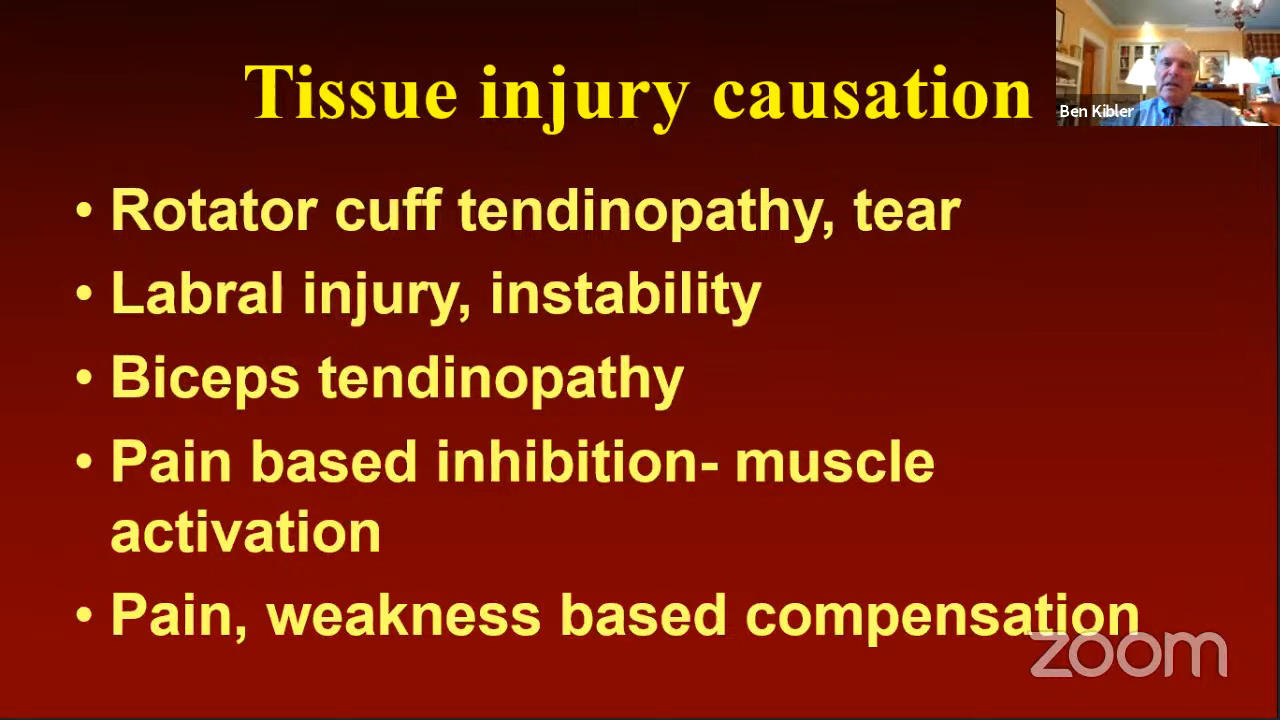 Tissue injury causation
Ben Kibler
• Rotator cuff tendinopathy, tear
• Labral injury, instability
• Biceps tendinopathy
• Pain based inhibition- muscle
activation
• Pain, weakness based compensation
zoom